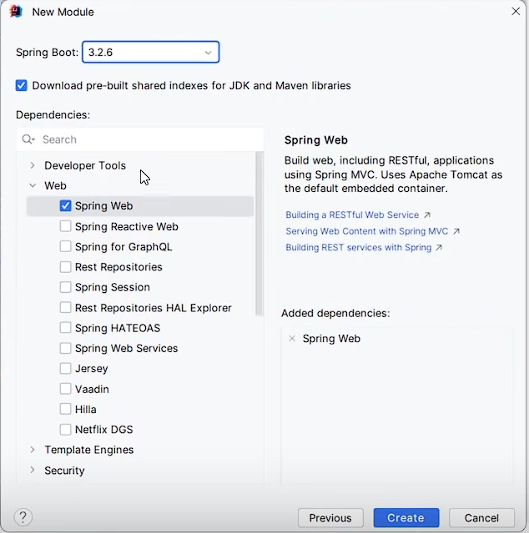 New Module
Spring Boot: 3.2.6
Download pre-built shared indexes for JDK and Maven libraries
Dependencies:
Search
Developer Tools
Web
Spring Web
Spring Reactive Web
Spring for GraphQL
Rest Repositories
Spring Session
Rest Repositories HAL Explorer
Spring HATEOAS
Spring Web Services
Jersey
Vaadin
Hilla
Netflix DGS
Template Engines
Security
Spring Web
Build web, including RESTful, applications
using Spring MVC. Uses Apache Tomcat as
the default embedded container.
Building a RESTful Web Service
Serving Web Content with Spring MVC
Building REST services with Spring
Added dependencies:
Spring Web
?
Previous
Create
Cancel